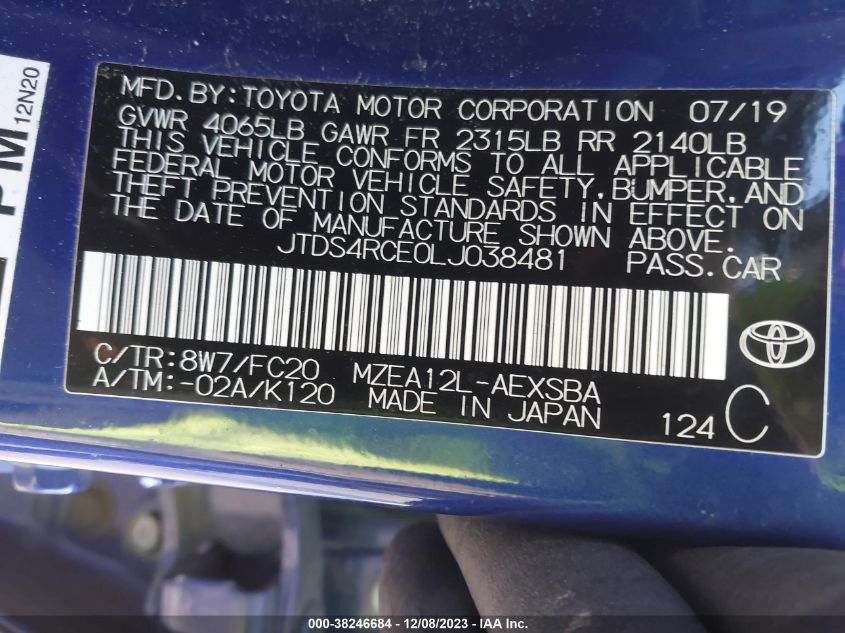 PM
12N20
MFD.BY:TOYOTA MOTOR CORPORATION 07/19
GVWR 4065LB GAWR FR 2315LB RR 2140LB
THIS VEHICLE CONFORMS TO ALL APPLICABLE
FEDERAL MOTOR VEHICLE SAFETY,BUMPER,AND
THEFT PREVENTION STANDARDS IN EFFECT ON
THE DATE OF MANUFACTURE SHOWN ABOVE.
JTDS4RCE0LJ038481 PASS.CAR
C/TR:8W7/FC20 MZEA12L-AEXSBA
A/TM:-02A/K120 MADE IN JAPAN
124 C
000-38246684 / 12/08/2023 - IAA Inc.